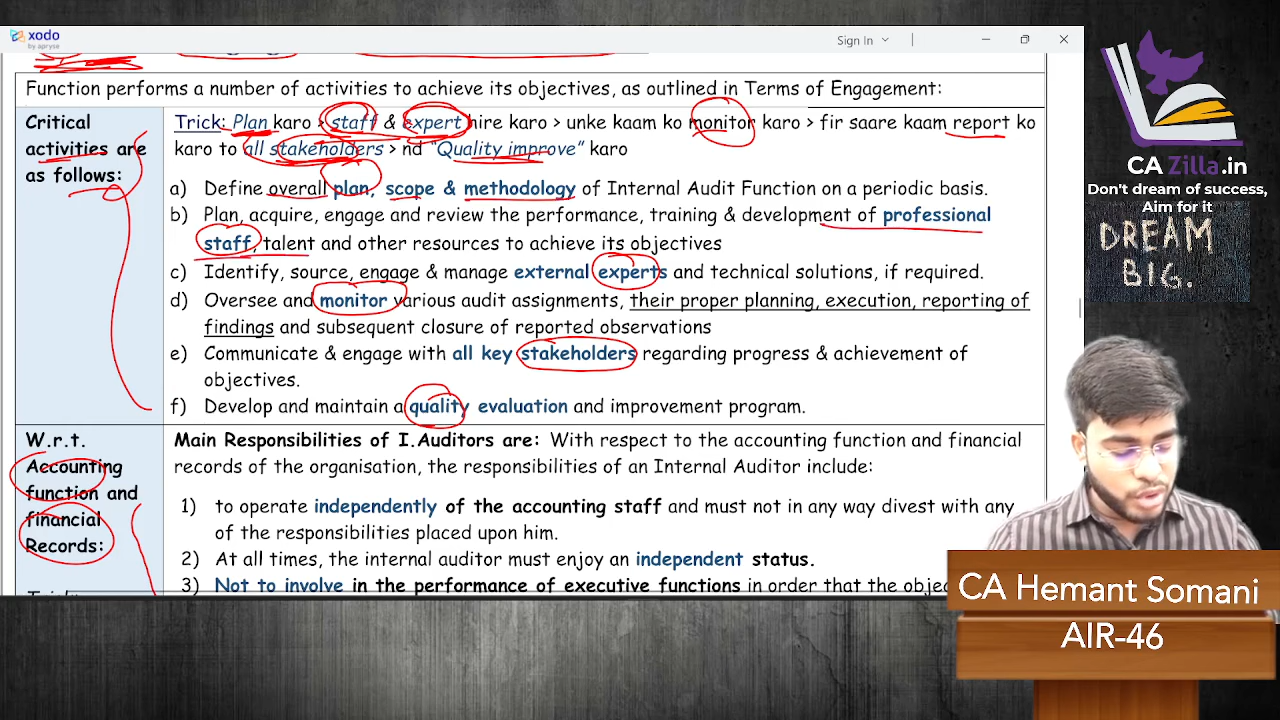 xodo
by apryse
Sign In
Function performs a number of activities to achieve its objectives, as outlined in Terms of Engagement:
Critical
activities are
as follows:
Trick: Plan karo > staff & expert hire karo > unke kaam ko monitor karo > fir saare kaam report ko
karo to all stakeholders > nd "Quality improve" karo
a) Define overall plan, scope & methodology of Internal Audit Function on a periodic basis.
b) Plan, acquire, engage and review the performance, training & development of professional
staff, talent and other resources to achieve its objectives
c) Identify, source, engage & manage external experts and technical solutions, if required.
d) Oversee and monitor various audit assignments, their proper planning, execution, reporting of
findings and subsequent closure of reported observations
e) Communicate & engage with all key stakeholders regarding progress & achievement of
objectives.
f) Develop and maintain a quality evaluation and improvement program.
W.r.t.
Accounting
function and
financial
Records:
Main Responsibilities of I.Auditors are: With respect to the accounting function and financial
records of the organisation, the responsibilities of an Internal Auditor include:
1) to operate independently of the accounting staff and must not in any way divest with any
of the responsibilities placed upon him.
2) At all times, the internal auditor must enjoy an independent status.
3) Not to involve in the performance of executive functions in order that the objec
CA Zilla.in
Don't dream of success,
Aim for it
DREAM
BIG.
CA Hemant Somani
AIR-46